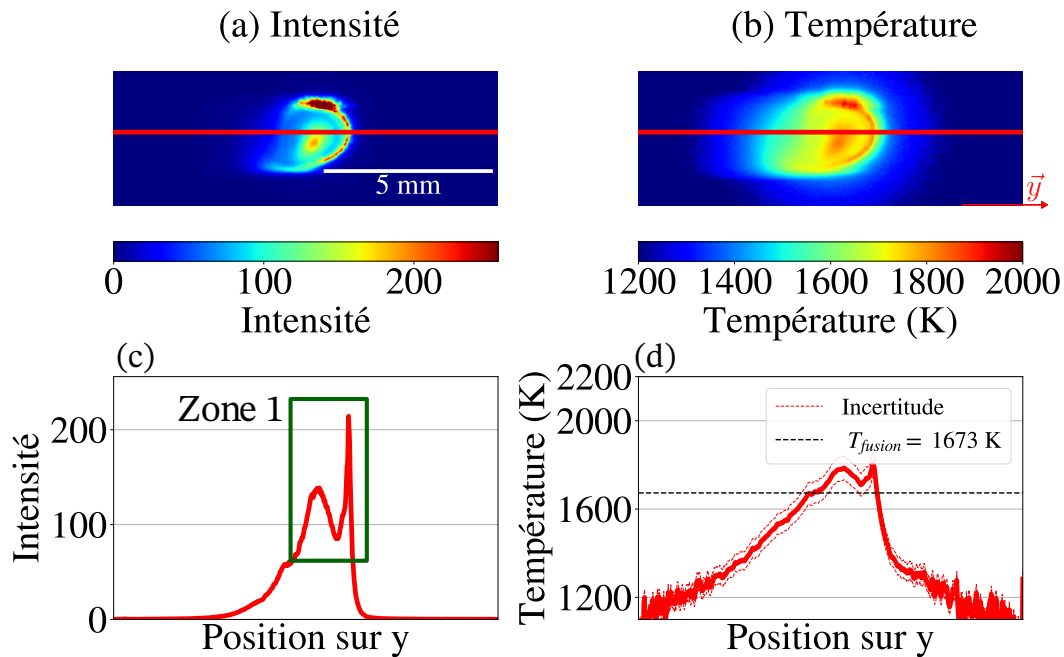 (a) Intensité
(b) Température
5 mm
y
0 100 200
Intensité
1200 1400 1600 1800 2000
Température (K)
(c)
Zone 1
200
100
0
Intensité
Position sur y
(d)
2200
2000
1600
1200
Température (K)
Incertitude
T_fusion = 1673 K
Position sur y